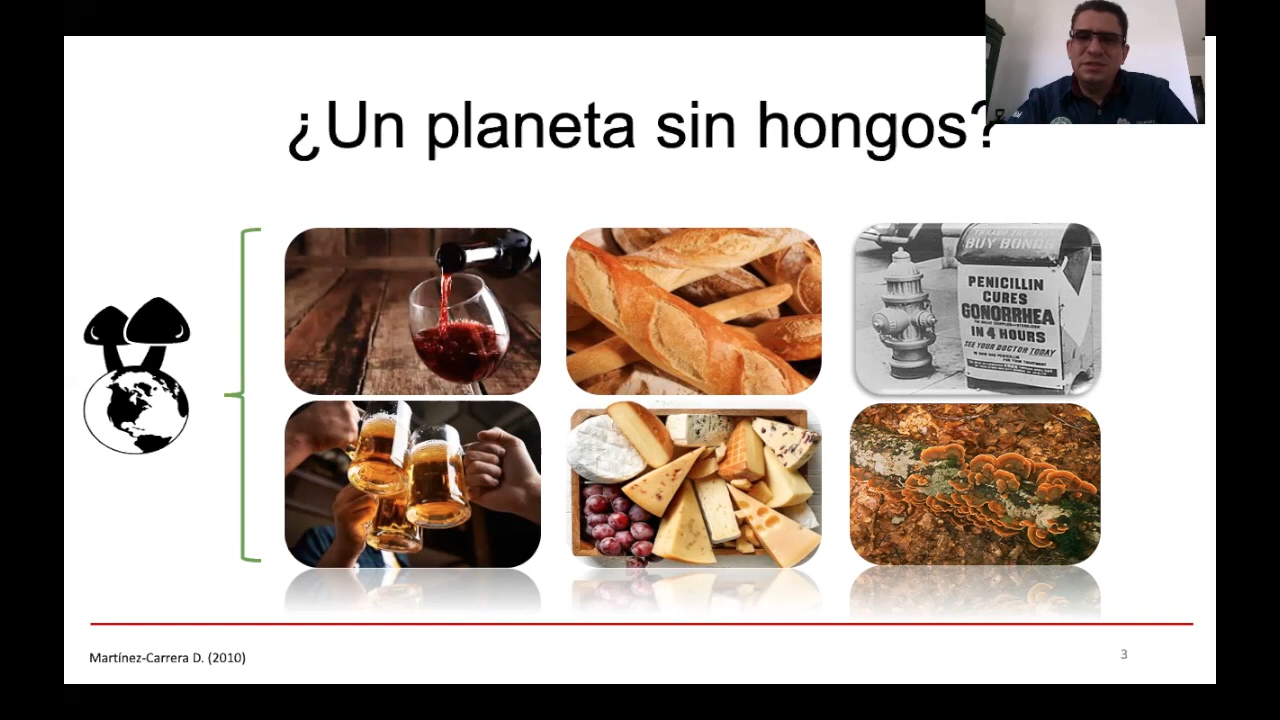 ¿Un planeta sin hongos?
BUY BONDS
PENICILLIN
CURES
GONORRHEA
IN 4 HOURS
SEE YOUR DOCTOR TODAY
Martínez-Carrera D. (2010)
3